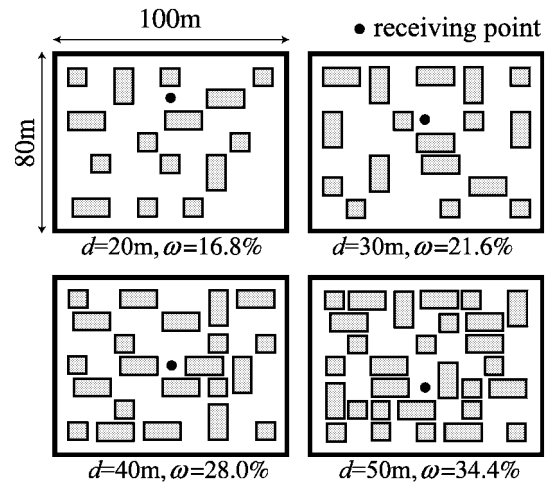 100m
● receiving point
80m
d=20m, ω=16.8%
d=30m, ω=21.6%
d=40m, ω=28.0%
d=50m, ω=34.4%